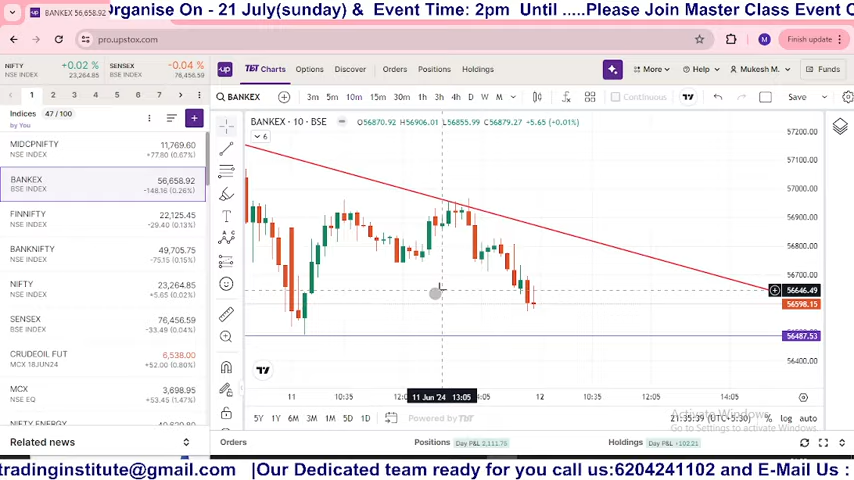 Organise On - 21 July(sunday) & Event Time: 2pm Until .....Please Join Master Class Event
BANKEX 56,658.92
pro.upstox.com
M
Finish update
NIFTY +0.02 %
NSE INDEX 23,264.85
SENSEX -0.04 %
BSE INDEX 76,456.59
up TBT Charts Options Discover Orders Positions Holdings More Help Mukesh M. Funds
1 2 3 4 5 6 7
BANKEX 3m 5m 10m 15m 30m 1h 3h 4h D W M Continuous Save
Indices 47 / 100
by You
MIDCPNIFTY 11,769.60
NSE INDEX +77.80 (0.67%)
BANKEX 56,658.92
BSE INDEX -148.16 (0.26%)
FINNIFTY 22,125.45
NSE INDEX -29.40 (0.13%)
BANKNIFTY 49,705.75
NSE INDEX -75.15 (0.15%)
NIFTY 23,264.85
NSE INDEX +5.65 (0.02%)
SENSEX 76,456.59
BSE INDEX -33.49 (0.04%)
CRUDEOIL FUT 6,538.00
MCX 18JUN24 +52.00 (0.80%)
MCX 3,698.95
NSE EQ +53.45 (1.47%)
NIFTY ENERGY
Related news
BANKEX · 10 · BSE O56870.92 H56906.01 L56855.99 C56879.27 +5.65 (+0.01%)
6
57200.00
57100.00
57000.00
56900.00
56800.00
56700.00
56646.49
56598.15
56487.53
56400.00
11 10:35 11 Jun '24 13:05 12 10:35 12:05 14:05
5Y 1Y 6M 3M 1M 5D 1D Powered by TBT 21:35:39 (UTC+5:30) % log auto
Activate Windows
Go to Settings to activate Windows.
Orders Positions Day P&L 2,111.75 Holdings Day P&L +102.21
tradinginstitute@gmail.com |Our Dedicated team ready for you call us:6204241102 and E-Mail Us :